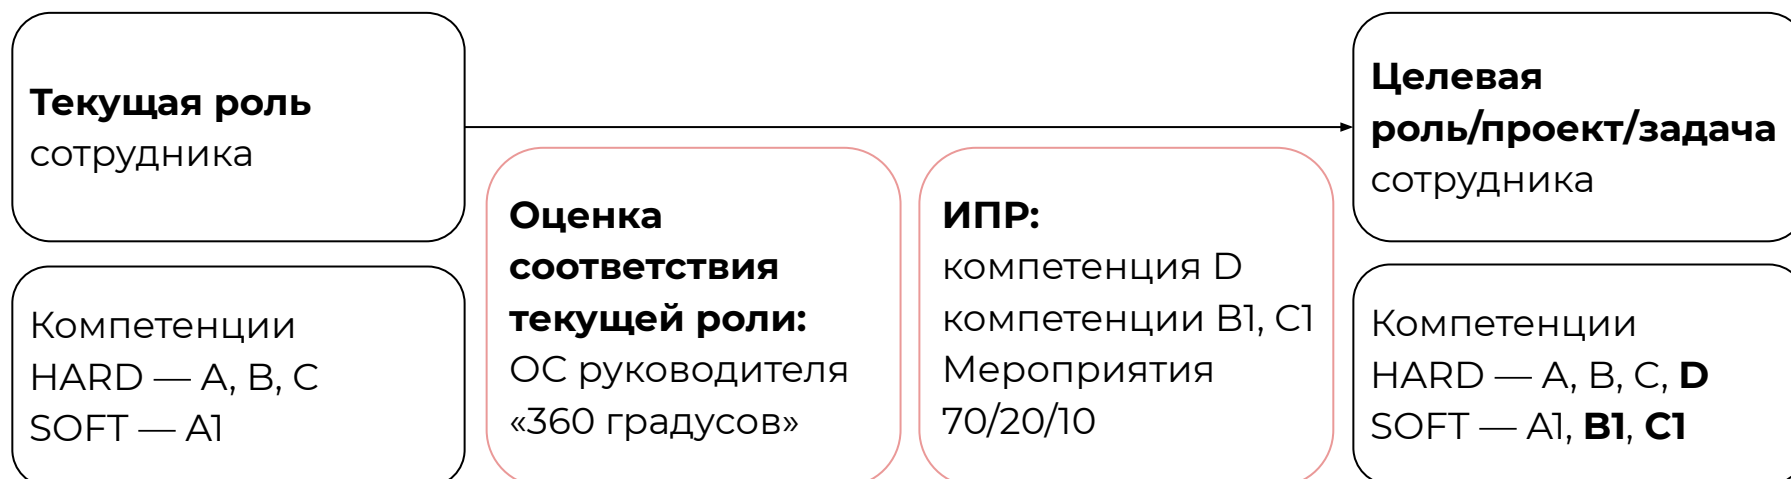 Текущая роль
сотрудника
Компетенции
HARD — A, B, C
SOFT — A1
Оценка
соответствия
текущей роли:
ОС руководителя
«360 градусов»
ИПР:
компетенция D
компетенции B1, C1
Мероприятия
70/20/10
Целевая
роль/проект/задача
сотрудника
Компетенции
HARD — A, B, C, D
SOFT — A1, B1, C1